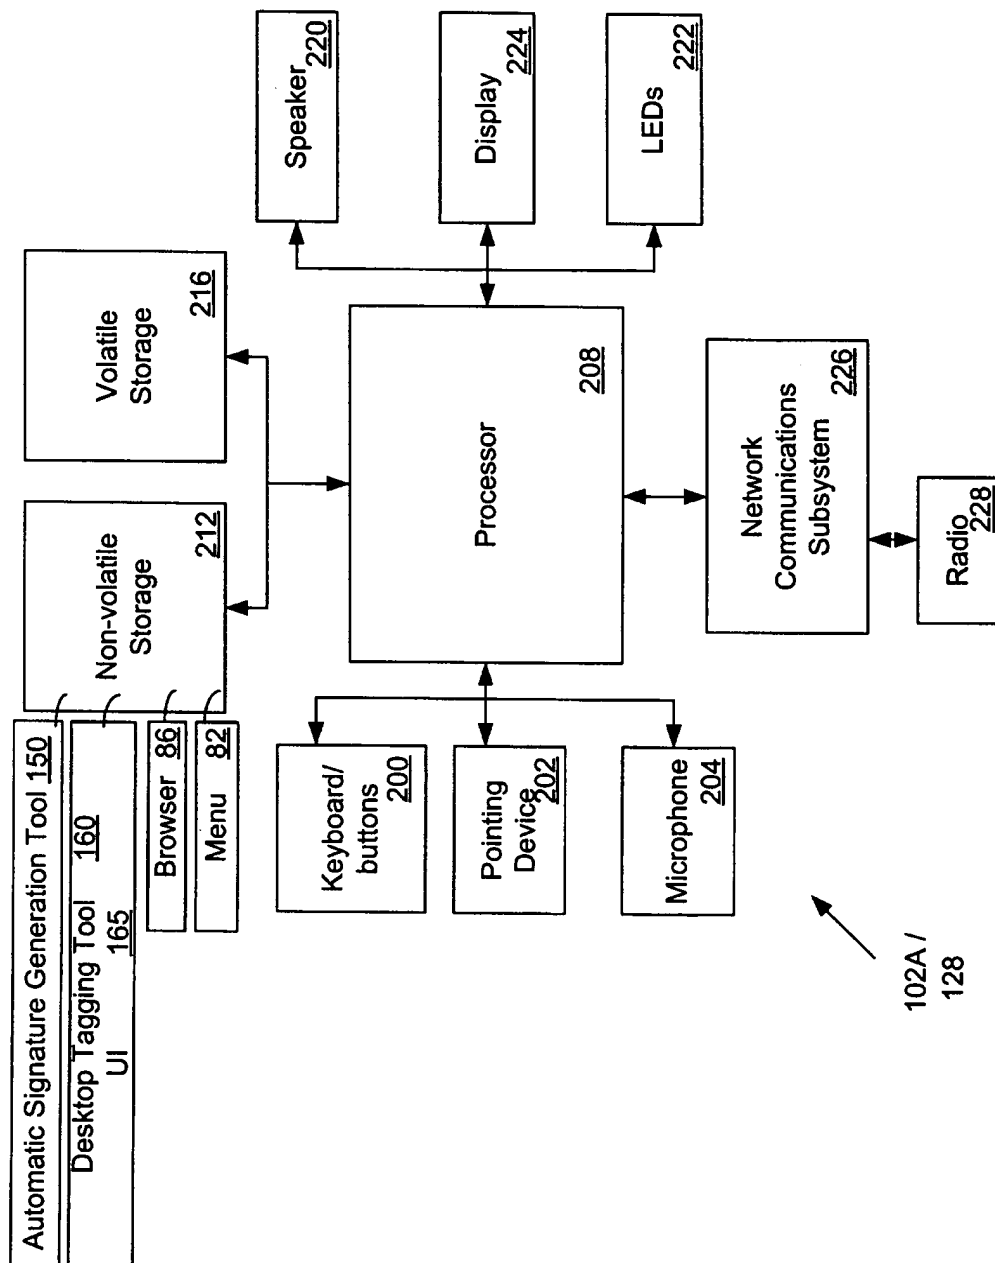 Automatic Signature Generation Tool 150
Desktop Tagging Tool 160
UI 165
Browser 86
Menu 82
Non-volatile
Storage
212
Volatile
Storage
216
Keyboard/
buttons
200
Pointing
Device
202
Microphone
204
Processor
208
Speaker
220
Display
224
LEDs
222
Network
Communications
Subsystem
226
Radio
228
102A /
128